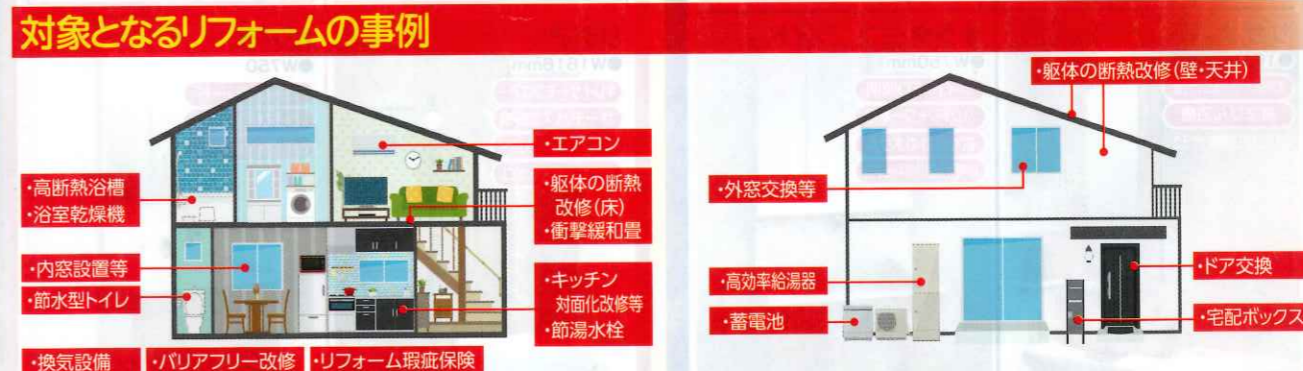 対象となるリフォームの事例
・高断熱浴槽
・浴室乾燥機
・内窓設置等
・節水型トイレ
・換気設備
・バリアフリー改修
・リフォーム瑕疵保険
・エアコン
・躯体の断熱
改修(床)
・衝撃緩和畳
・キッチン
対面化改修等
・節湯水栓
・躯体の断熱改修(壁・天井)
・外窓交換等
・高効率給湯器
・蓄電池
・ドア交換
・宅配ボックス